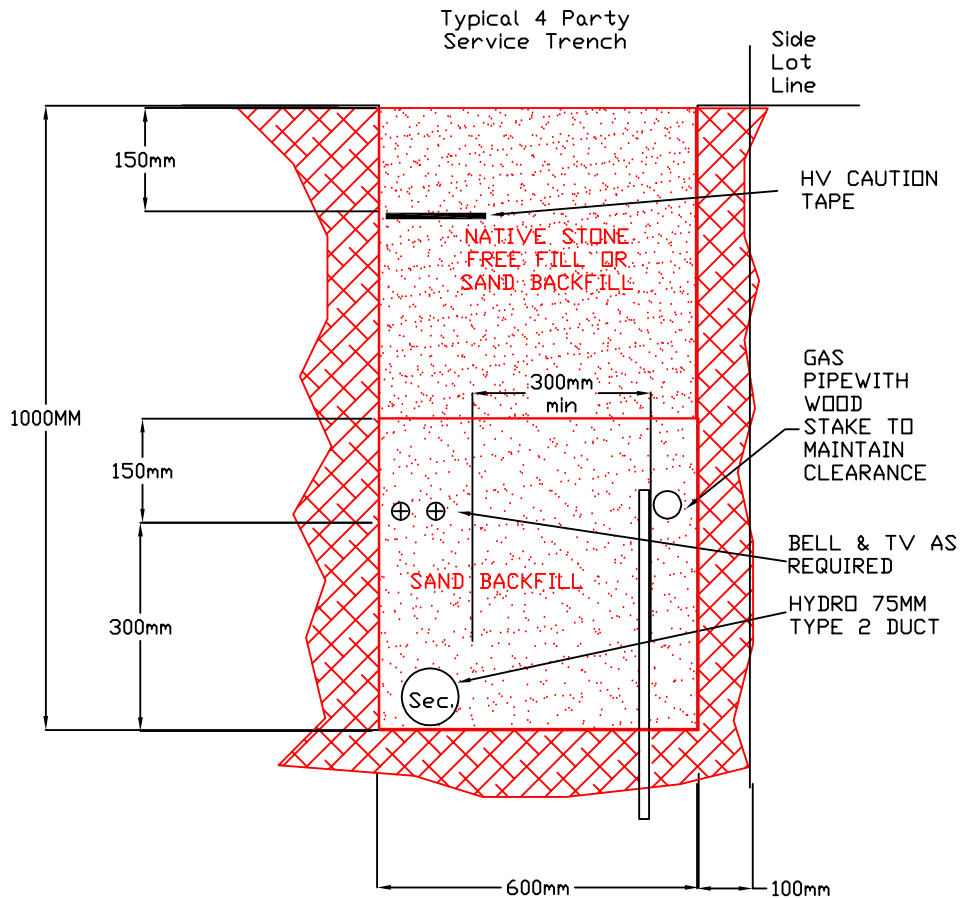 Typical 4 Party
Service Trench
Side
Lot
Line
150mm
HV CAUTION
TAPE
NATIVE STONE
FREE FILL OR
SAND BACKFILL
300mm
min
GAS
PIPEWITH
WOOD
STAKE TO
MAINTAIN
CLEARANCE
1000MM
150mm
BELL & TV AS
REQUIRED
SAND BACKFILL
HYDRO 75MM
TYPE 2 DUCT
300mm
Sec.
600mm
100mm